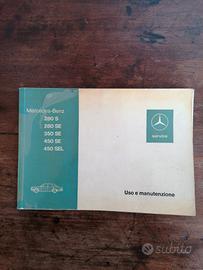 Mercedes-Benz
280 S
280 SE
350 SE
450 SE
450 SEL
service
Uso e manutenzione
subito